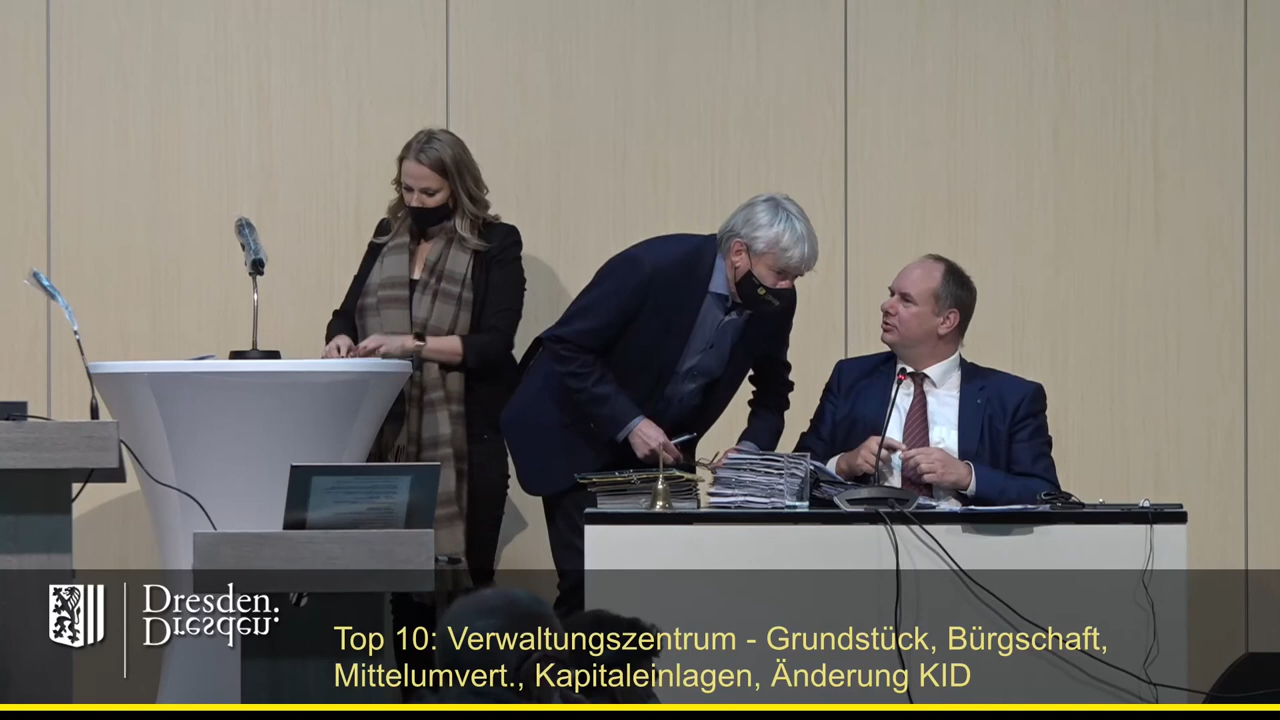 Dresden.
Dresden.
Top 10: Verwaltungszentrum - Grundstück, Bürgschaft,
Mittelumvert., Kapitaleinlagen, Änderung KID